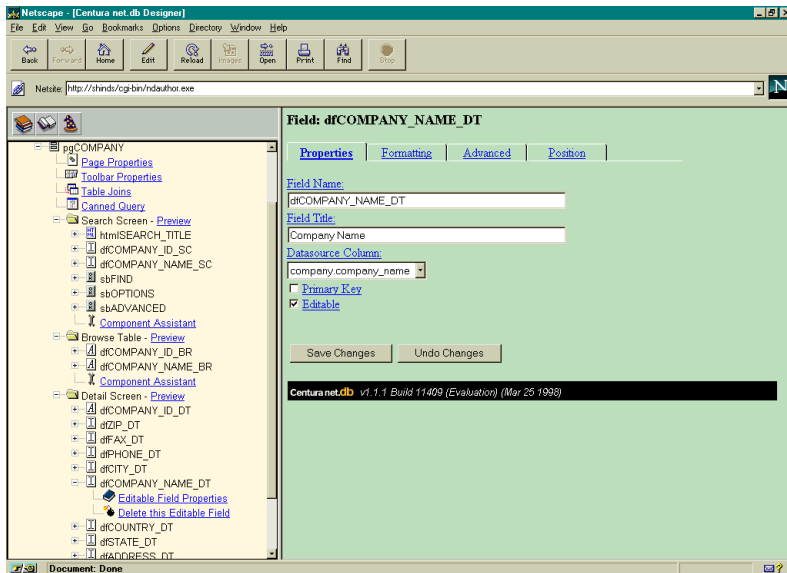 Netscape - [Centura net.db Designer]
File Edit View Go Bookmarks Options Directory Window Help
Back Forward Home Edit Reload Images Open Print Find Stop
Netsite: http://shinds/cgi-bin/ndauthor.exe
N
pgCOMPANY
Page Properties
Toolbar Properties
Table Joins
Canned Query
Search Screen - Preview
htmlSEARCH_TITLE
dfCOMPANY_ID_SC
dfCOMPANY_NAME_SC
sbFIND
sbOPTIONS
sbADVANCED
Component Assistant
Browse Table - Preview
dfCOMPANY_ID_BR
dfCOMPANY_NAME_BR
Component Assistant
Detail Screen - Preview
dfCOMPANY_ID_DT
dfZIP_DT
dfFAX_DT
dfPHONE_DT
dfCITY_DT
dfCOMPANY_NAME_DT
Editable Field Properties
Delete this Editable Field
dfCOUNTRY_DT
dfSTATE_DT
dfADDRESS_DT
Field: dfCOMPANY_NAME_DT
Properties Formatting Advanced Position
Field Name:
dfCOMPANY_NAME_DT
Field Title:
Company Name
Datasource Column:
company.company_name
Primary Key
Editable
Save Changes Undo Changes
Centura net.db v1.1.1 Build 11409 (Evaluation) (Mar 25 1998)
Document: Done